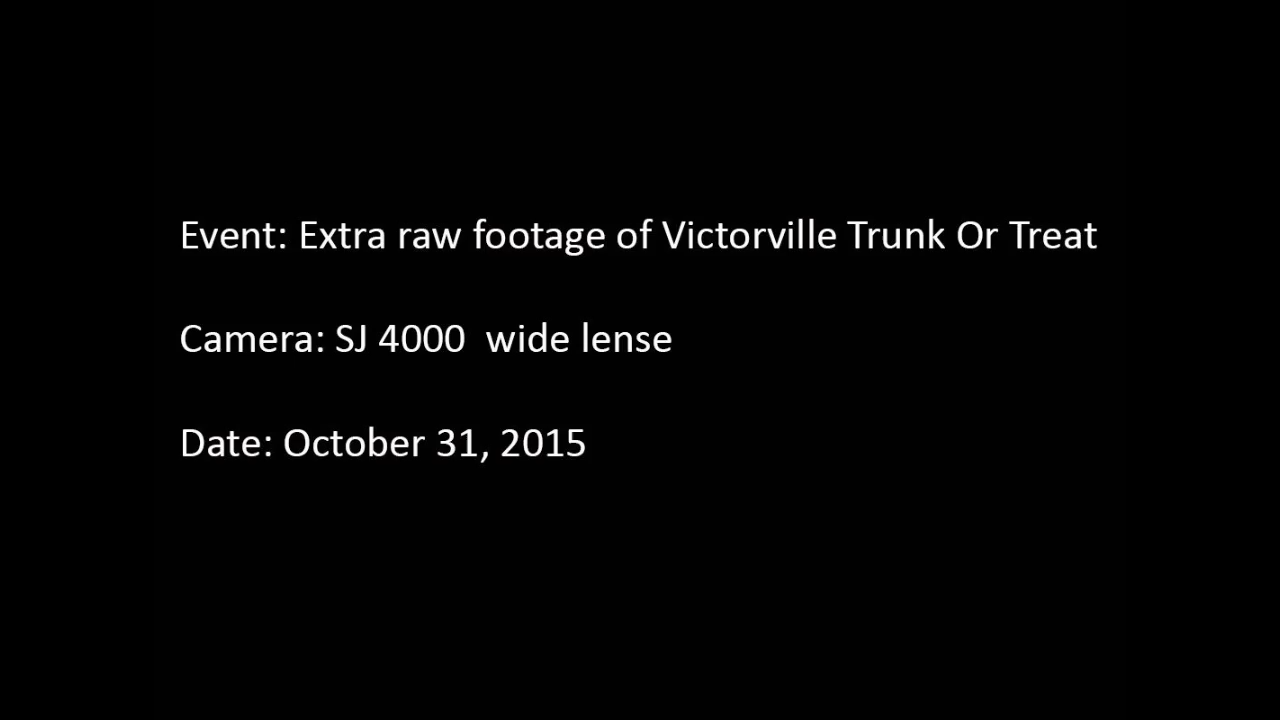 Event: Extra raw footage of Victorville Trunk Or Treat
Camera: SJ 4000  wide lense
Date: October 31, 2015